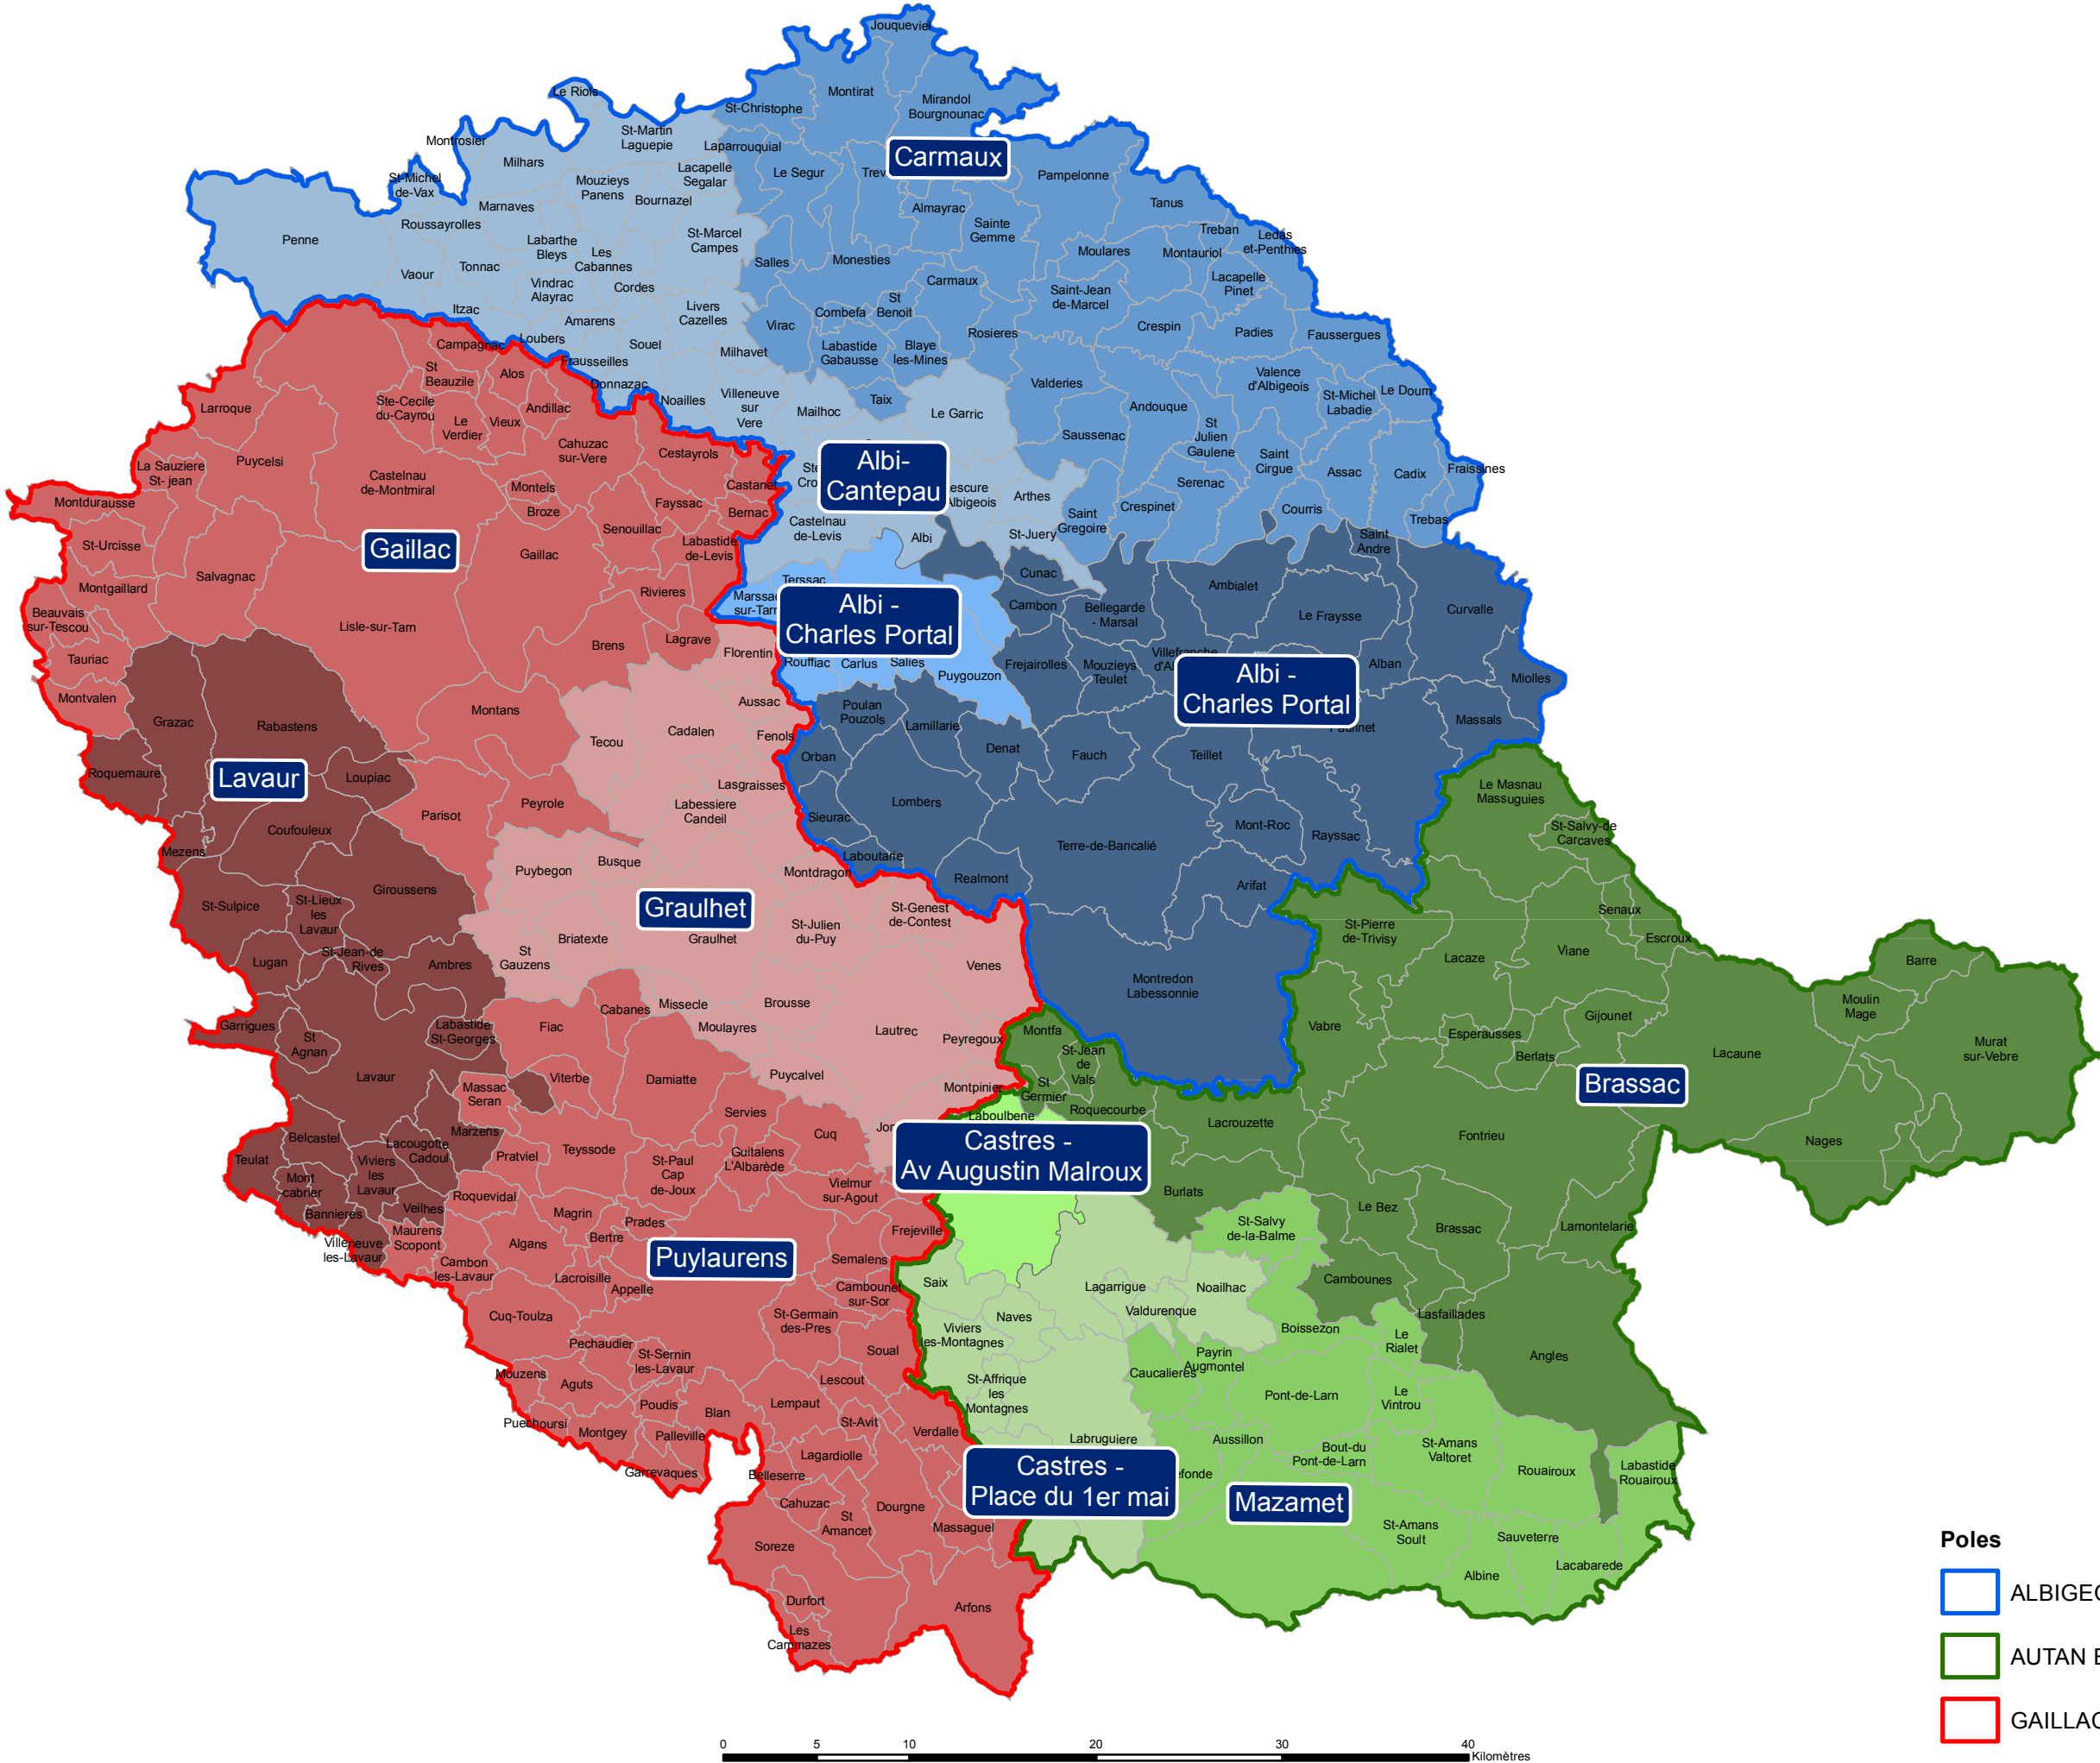 Jouqueviel
Le Riols
St-Christophe
Montirat
Mirandol
Bourgnounac
Montrosier
St-Martin
Laguepie
Laparrouquial
Carmaux
Milhars
Lacapelle
Segalar
Le Segur
Pampelonne
St-Michel
de-Vax
Mouzieys
Panens
Bournazel
Marnaves
Almayrac
Tanus
Roussayrolles
Sainte
Gemme
Treban
Ledas
et-Penthies
Penne
St-Marcel
Campes
Labarthe
Bleys
Les
Cabannes
Moulares
Montauriol
Monesties
Salles
Tonnac
Vaour
Carmaux
Lacapelle
Pinet
Vindrac
Alayrac
Cordes
Saint-Jean
de-Marcel
Itzac
Livers
Cazelles
Combefa
St
Benoit
Amarens
Virac
Rosieres
Crespin
Padies
Faussergues
Loubers
Campagnac
Souel
Milhavet
Labastide
Gabausse
Blaye
les-Mines
Frausseilles
St
Beauzile
Alos
Donnazac
Valderies
Valence
d'Albigeois
Le Dourn
St-Michel
Labadie
Noailles
Villeneuve
sur
Vere
Taix
Mailhoc
Le Garric
Andouque
Larroque
Ste-Cecile
du-Cayrou
Andillac
Le
Verdier
Vieux
Saussenac
St
Julien
Gaulene
Cahuzac
sur-Vere
Cestayrols
Puycelsi
La Sauziere
St- jean
Albi-
Cantepau
Saint
Cirgue
Assac
Cadix
Fraissines
Castelnau
de-Montmiral
Montels
Castanet
Serenac
Arthes
Montdurausse
Broze
Fayssac
Bernac
Crespinet
Courris
Saint
Gregoire
Trebas
Senouillac
Castelnau
de-Levis
Albi
St-Juery
Saint
Andre
Gaillac
St-Urcisse
Gaillac
Labastide
de-Levis
Salvagnac
Montgaillard
Terssac
Cunac
Ambialet
Rivieres
Albi -
Charles Portal
Cambon
Bellegarde
- Marsal
Le Fraysse
Curvalle
Beauvais
sur-Tescou
Lisle-sur-Tarn
Lagrave
Brens
Florentin
Tauriac
Rouffiac
Carlus
Salies
Frejairolles
Mouzieys
Teulet
Albi -
Charles Portal
Alban
Puygouzon
Miolles
Montvalen
Aussac
Poulan
Pouzols
Montans
Grazac
Rabastens
Lamillarie
Massals
Cadalen
Fenols
Tecou
Denat
Fauch
Teillet
Orban
Roquemaure
Lavaur
Loupiac
Lasgraisses
Le Masnau
Massuguies
Peyrole
Labessiere
Candeil
Lombers
Parisot
Sieurac
Mont-Roc
Rayssac
St-Salvy-de
Carcaves
Coufouleux
Terre-de-Bancalié
Mezens
Busque
Laboutarie
Puybegon
Montdragon
Realmont
Arifat
Giroussens
St-Sulpice
St-Lieux
les
Lavaur
Graulhet
St-Genest
de-Contest
Senaux
St-Julien
du-Puy
St-Pierre
de-Trivisy
Briatexte
Graulhet
Escroux
Viane
Lacaze
St
Gauzens
St-Jean-de
Rives
Lugan
Ambres
Venes
Barre
Montredon
Labessonnie
Missecle
Brousse
Cabanes
Moulin
Mage
Gijounet
Garrigues
Labastide
St-Georges
Fiac
Moulayres
Lautrec
Montfa
Vabre
Esperausses
St
Agnan
Peyregoux
St-Jean
de
Vals
Berlats
Lacaune
Murat
sur-Vebre
Lavaur
Viterbe
Damiatte
Puycalvel
Massac
Seran
Montpinier
St
Germier
Brassac
Servies
Laboulbene
Roquecourbe
Lacrouzette
Belcastel
Marzens
Cuq
Castres -
Av Augustin Malroux
Fontrieu
Nages
Lacougotte
Cadoul
Teyssode
Guitalens
L'Albarède
Teulat
Viviers
les
Lavaur
Pratviel
St-Paul
Cap
de-Joux
Mont
cabrier
Roquevidal
Vielmur
sur-Agout
Burlats
Bannieres
Veilhes
Magrin
Prades
Le Bez
Brassac
Lamontelarie
St-Salvy
de-la-Balme
Maurens
Scopont
Frejeville
Villeneuve
les-Lavaur
Algans
Bertre
Puylaurens
Semalens
Cambon
les-Lavaur
Lacroisille
Appelle
Cambounet
sur-Sor
Saix
Lagarrigue
Noailhac
Cambounes
Cuq-Toulza
St-Germain
des-Pres
Naves
Valdurenque
Lasfaillades
Boissezon
Viviers
les-Montagnes
Pechaudier
St-Sernin
les-Lavaur
Soual
Le
Rialet
Payrin
Augmontel
Angles
Mouzens
Aguts
Lescout
Caucalieres
St-Affrique
les
Montagnes
Pont-de-Larn
Le
Vintrou
Poudis
Blan
Lempaut
Puechoursi
Montgey
Palleville
St-Avit
Verdalle
Labruguiere
Aussillon
Bout-du
Pont-de-Larn
St-Amans
Valtoret
Lagardiolle
Garrevaques
Belleserre
Castres -
Place du 1er mai
Rouairoux
Labastide
Rouairoux
Cahuzac
Dourgne
Mazamet
St
Amancet
Massaguel
St-Amans
Soult
Sauveterre
Soreze
Lacabarede
Albine
Durfort
Arfons
Les
Cammazes
Poles
ALBIGEO
AUTAN
GAILLAC
0 5 10 20 30 40
Kilomètres